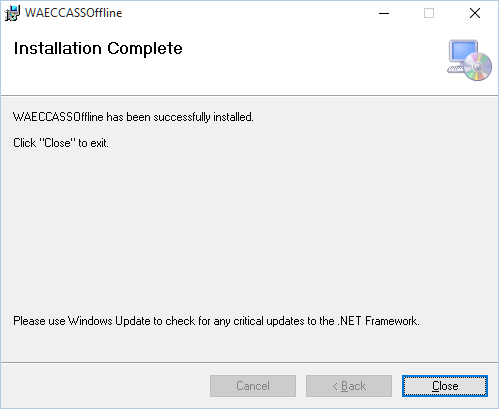 WAECCASSOffline
Installation Complete
WAECCASSOffline has been successfully installed.
Click "Close" to exit.
Please use Windows Update to check for any critical updates to the .NET Framework.
Cancel
< Back
Close